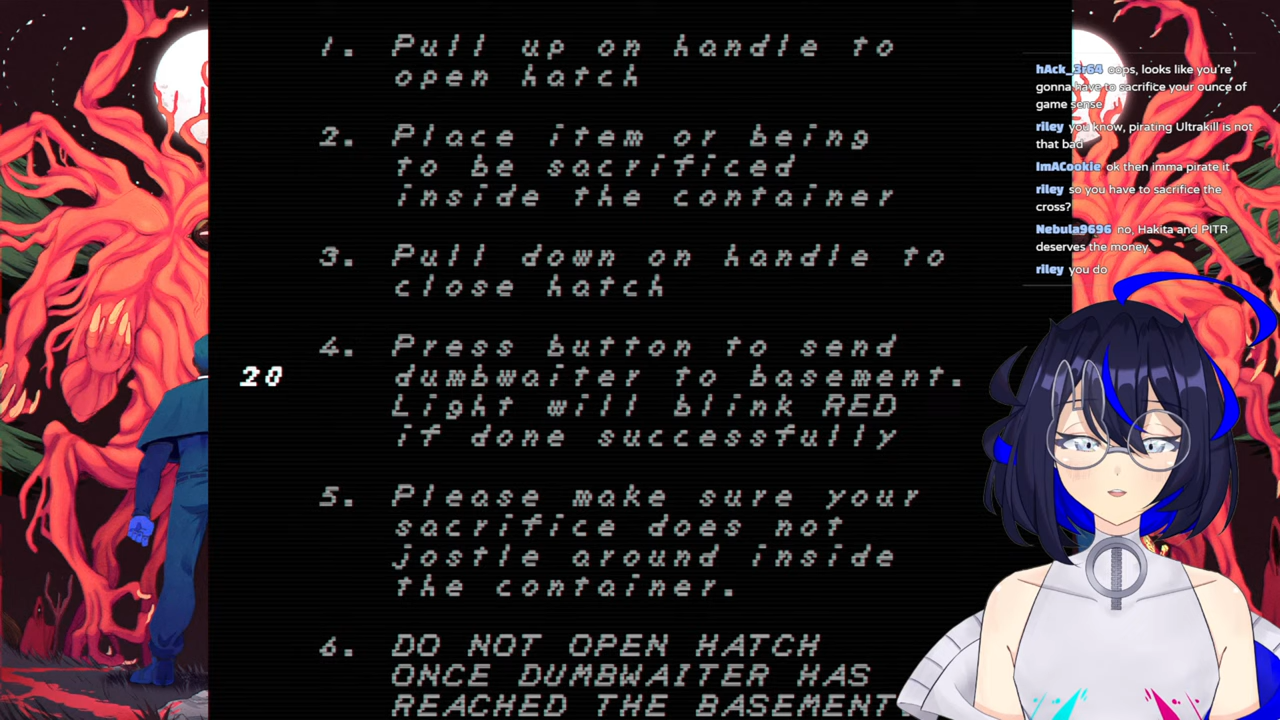 1. Pull up on handle to
open hatch
2. Place item or being
to be sacrificed
inside the container
3. Pull down on handle to
close hatch
4. Press button to send
20 dumbwaiter to basement.
Light will blink RED
if done successfully
5. Please make sure your
sacrifice does not
jostle around inside
the container.
6. DO NOT OPEN HATCH
ONCE DUMBWAITER HAS
REACHED THE BASEMENT
hAck_3r64 oops, looks like you're
gonna have to sacrifice your ounce of
game sense
riley you know, pirating Ultrakill is not
that bad
ImACookie ok then imma pirate it
riley so you have to sacrifice the
cross?
Nebula9696 no, Hakita and PITR
deserves the money.
riley you do